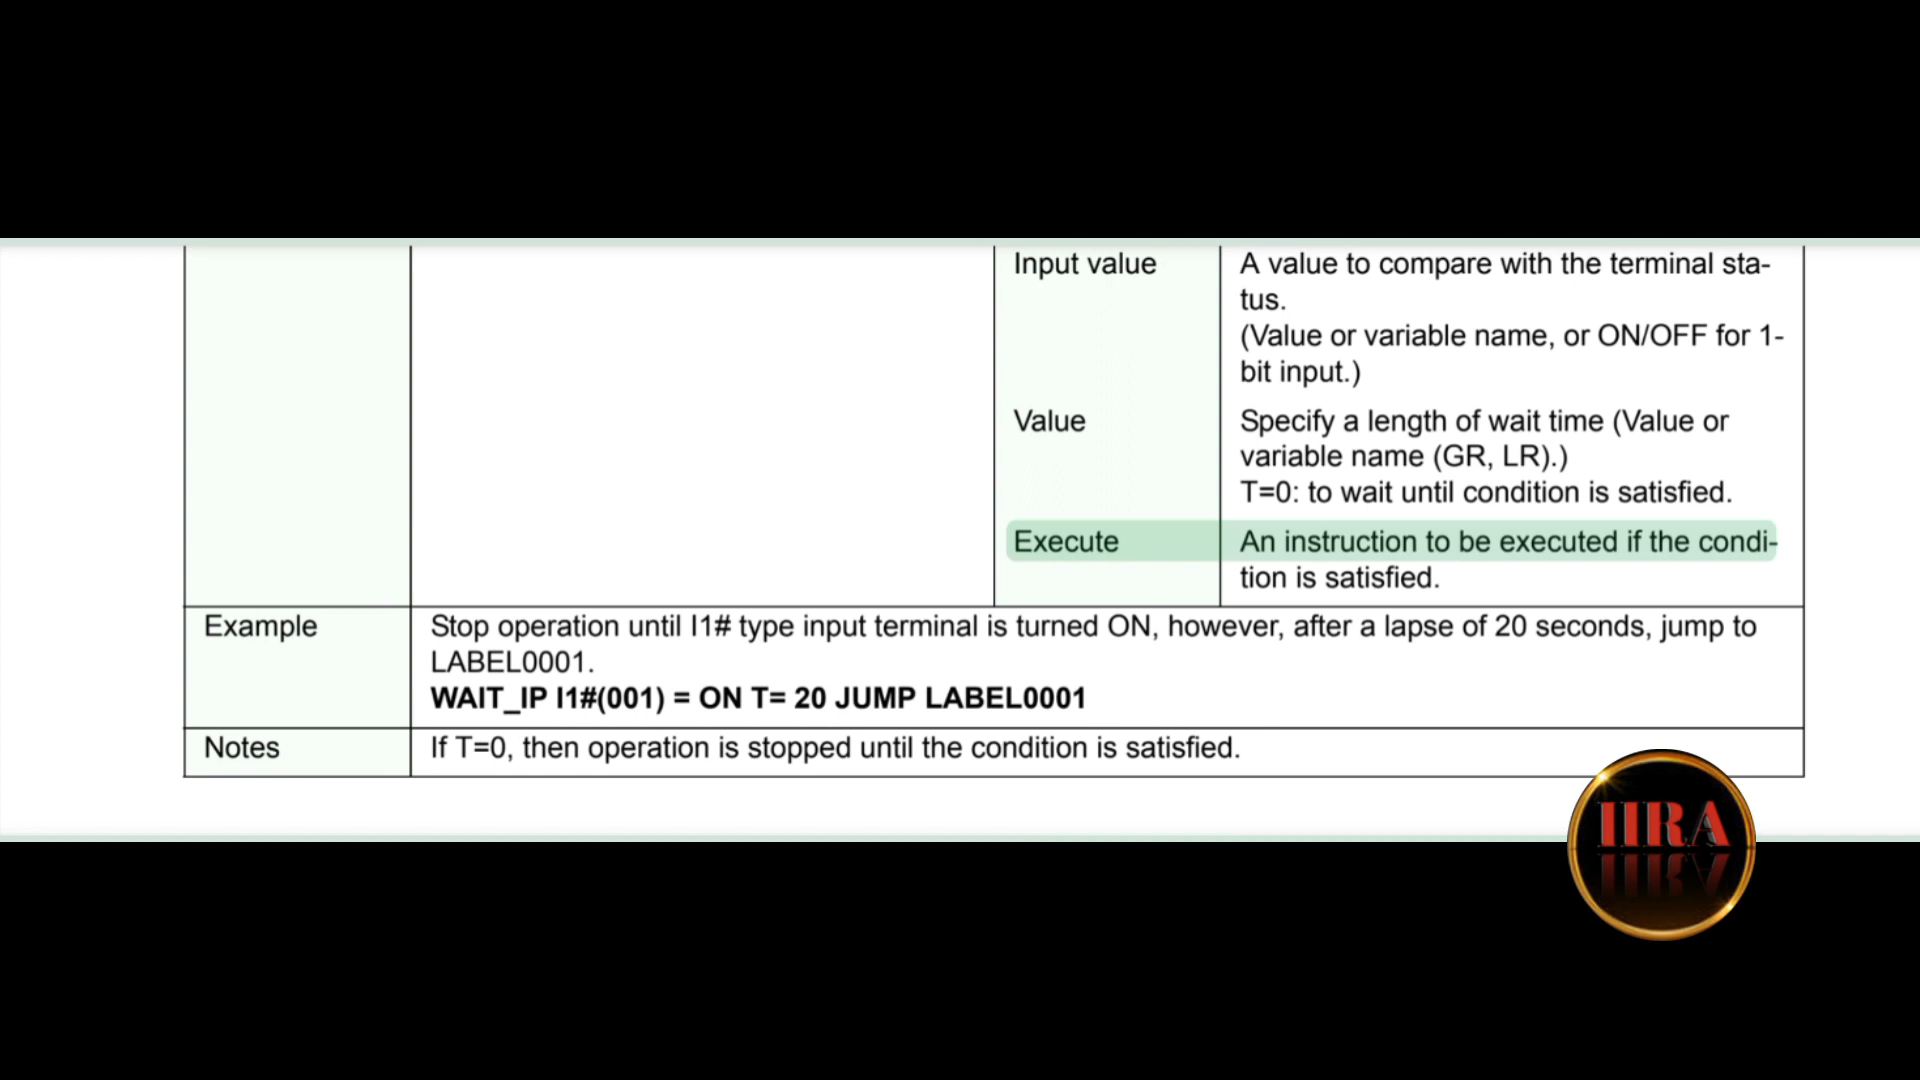 Input value
A value to compare with the terminal sta-
tus.
(Value or variable name, or ON/OFF for 1-
bit input.)
Value
Specify a length of wait time (Value or
variable name (GR, LR).)
T=0: to wait until condition is satisfied.
Execute
An instruction to be executed if the condi-
tion is satisfied.
Example
Stop operation until I1# type input terminal is turned ON, however, after a lapse of 20 seconds, jump to
LABEL0001.
WAIT_IP I1#(001) = ON T= 20 JUMP LABEL0001
Notes
If T=0, then operation is stopped until the condition is satisfied.
IIRA